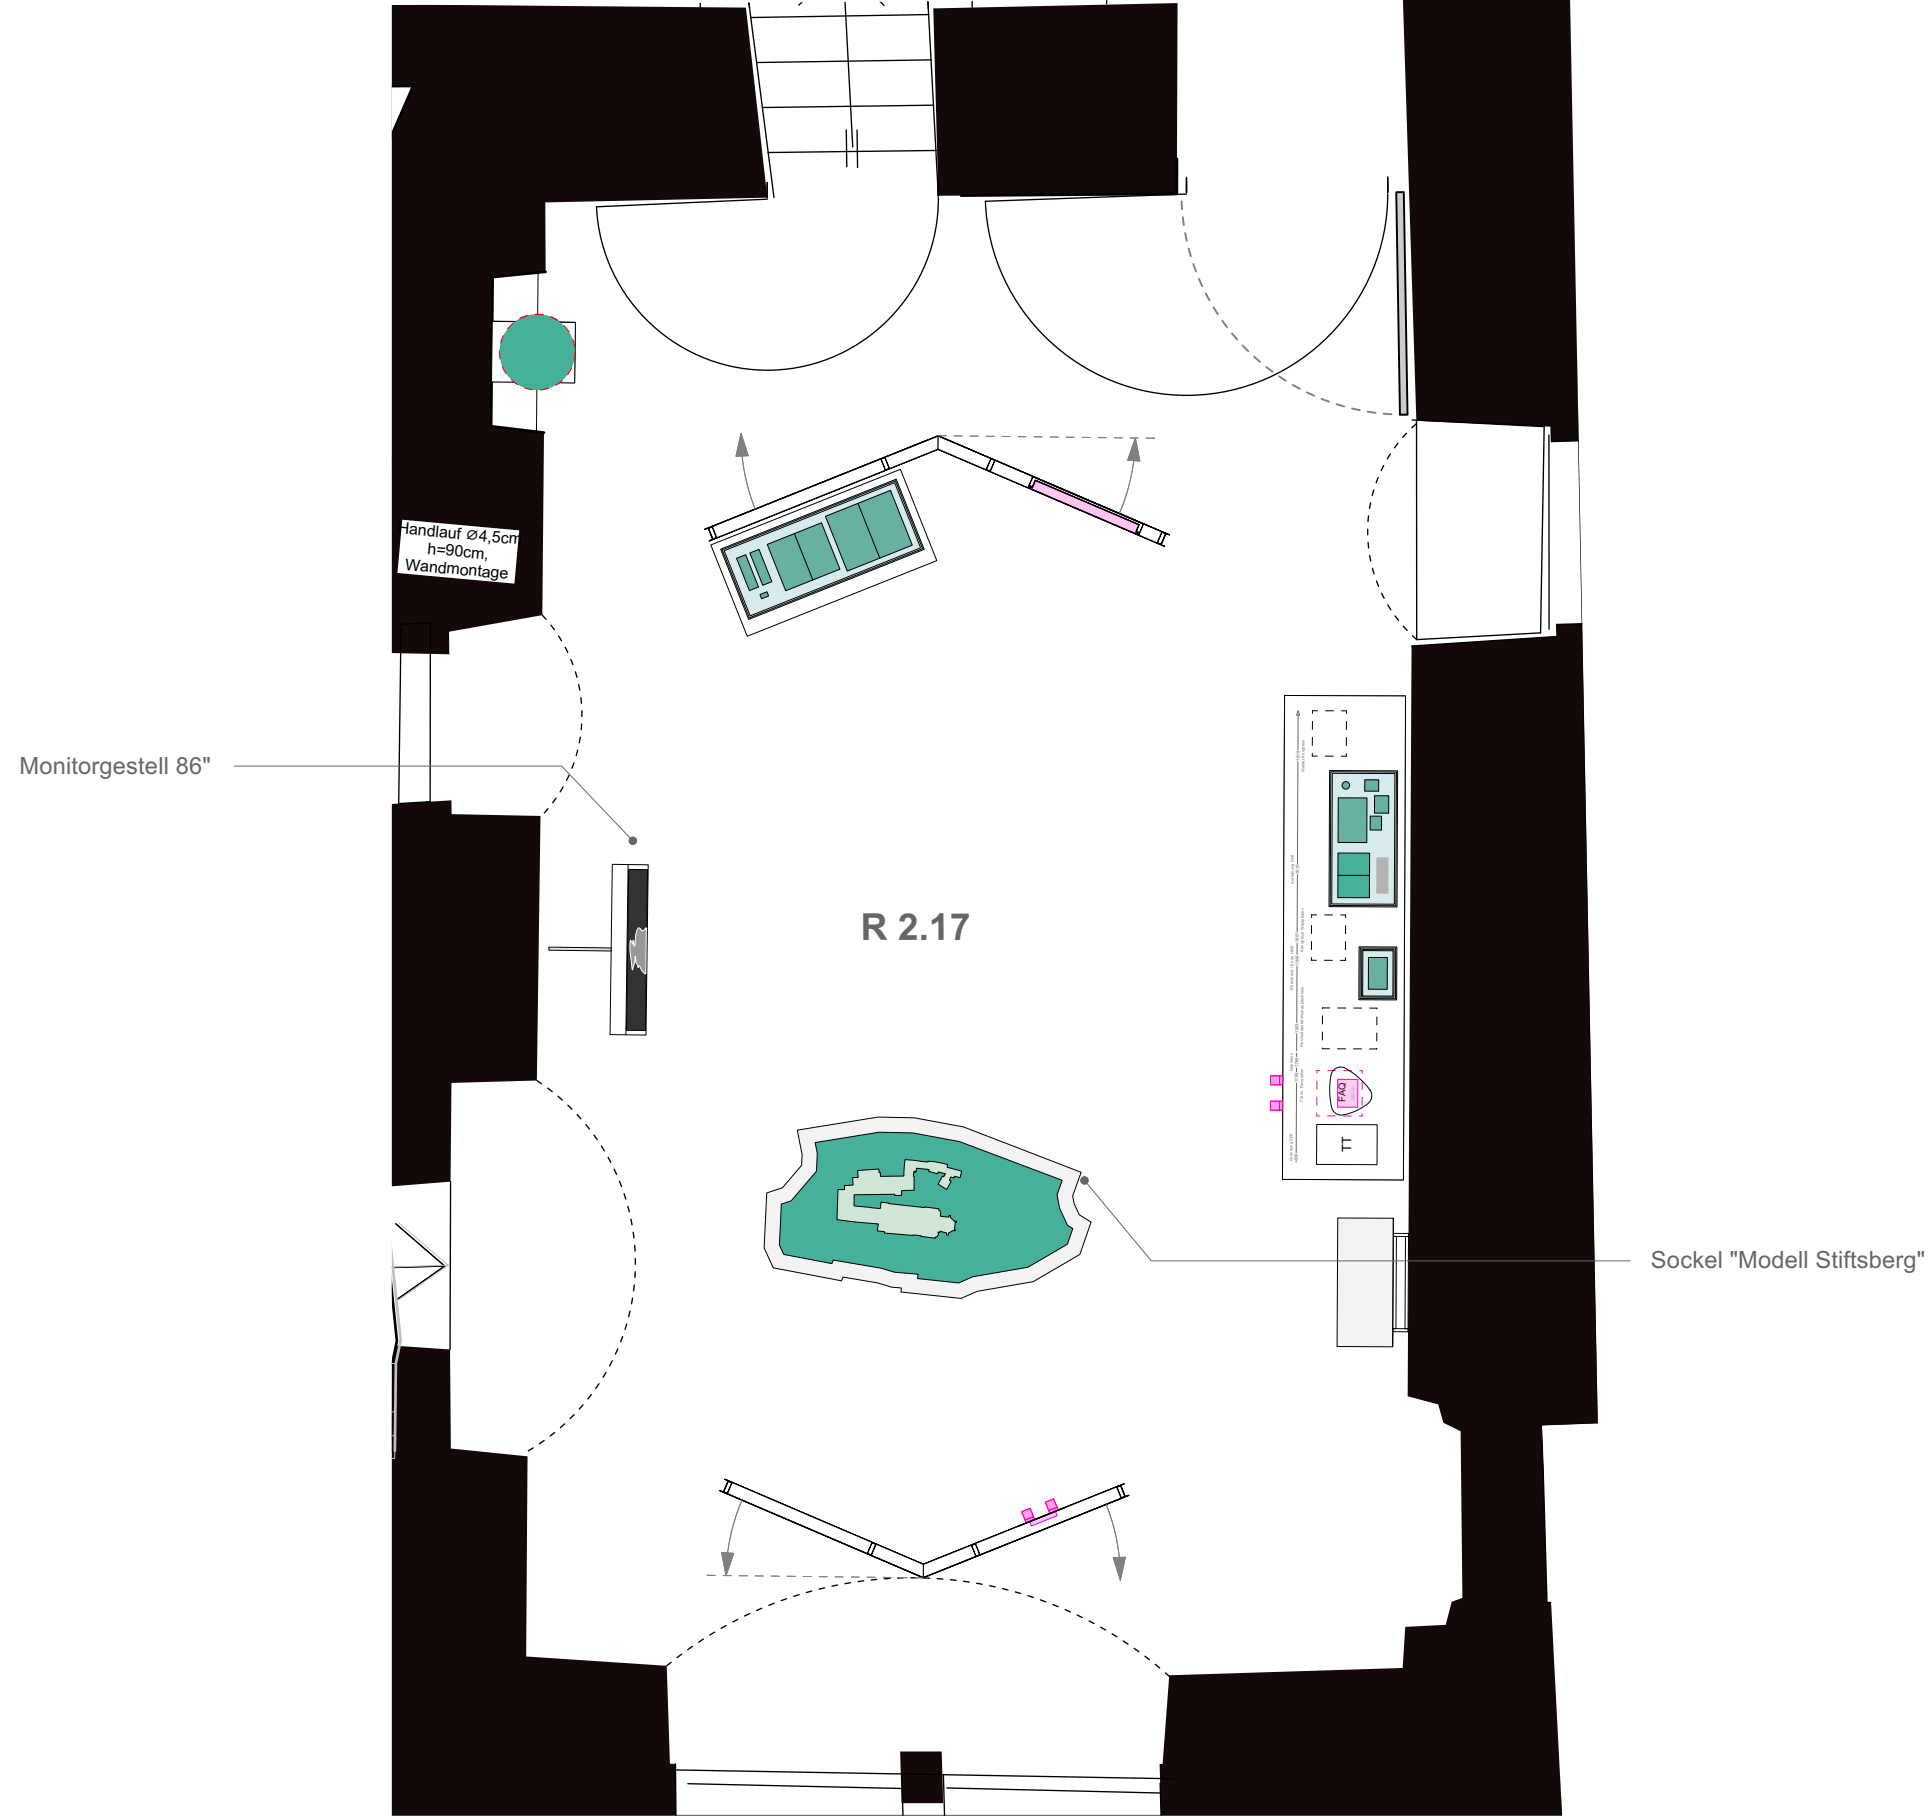 Handlauf Ø4,5cm
h=90cm,
Wandmontage
Monitorgestell 86"
R 2.17
FAQ
TT
Sockel "Modell Stiftsberg"